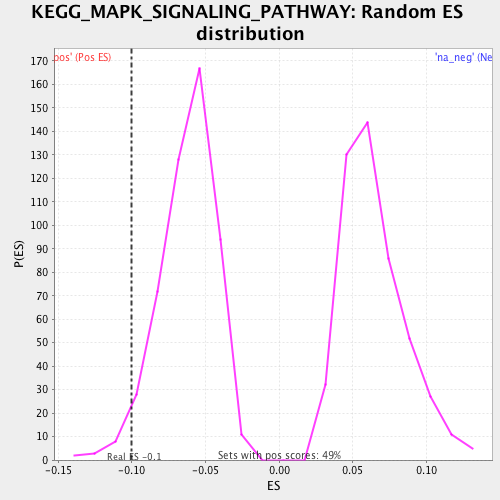 KEGG_MAPK_SIGNALING_PATHWAY: Random ES
distribution
pos' (Pos ES)
'na_neg' (Ne
170
160
150
140
130
120
110
100
90
80
70
60
50
40
30
20
10
0
P(ES)
Real ES -0.1
Sets with pos scores: 49%
-0.15 -0.10 -0.05 0.00 0.05 0.10
ES